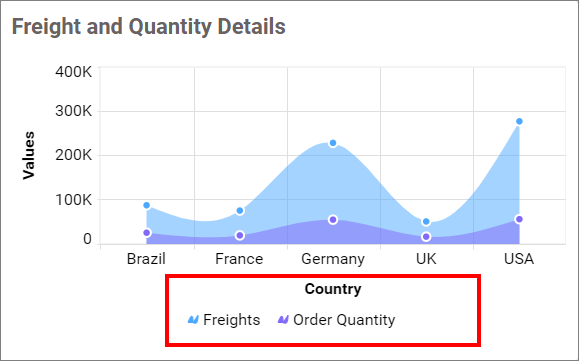 Freight and Quantity Details
400K
300K
200K
100K
0
Values
Brazil France Germany UK USA
Country
Freights Order Quantity